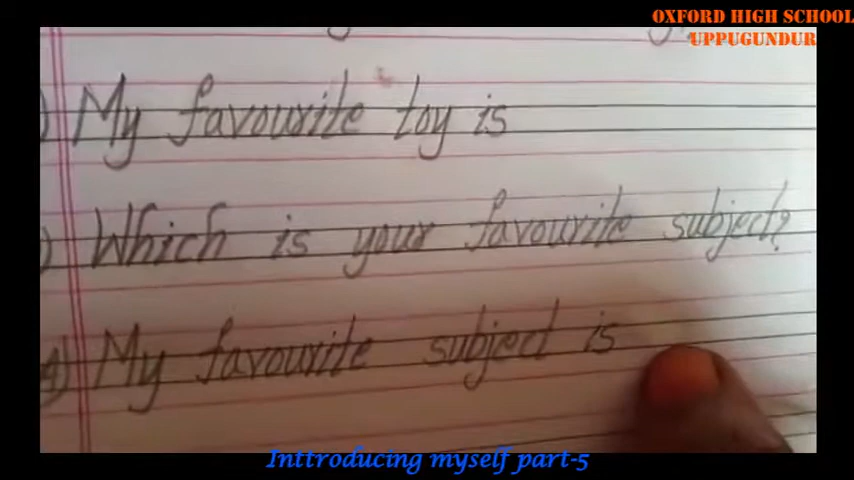 OXFORD HIGH SCHOOL
UPPUGUNDUR
) My favourite toy is
) Which is your favourite subject?
A) My favourite subject is
Inttroducing myself part-5